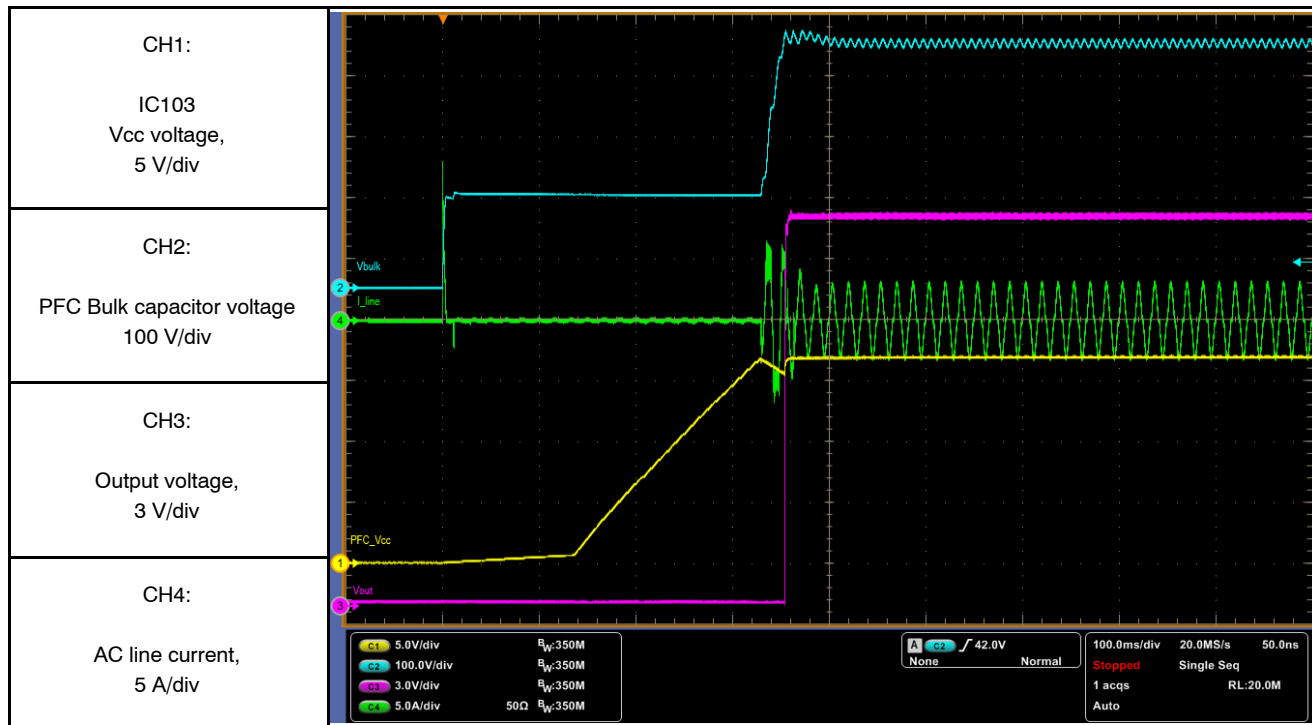 CH1:
IC103
Vcc voltage,
5 V/div
CH2:
PFC Bulk capacitor voltage
100 V/div
CH3:
Output voltage,
3 V/div
CH4:
AC line current,
5 A/div
Vbulk
2
I_line
4
PFC_Vcc
1
Vout
3
C1 5.0V/div BW:350M
C2 100.0V/div BW:350M
C3 3.0V/div BW:350M
C4 5.0A/div 50Ω BW:350M
A C2 42.0V
None Normal
100.0ms/div 20.0MS/s 50.0ns
Stopped Single Seq
1 acqs RL:20.0M
Auto